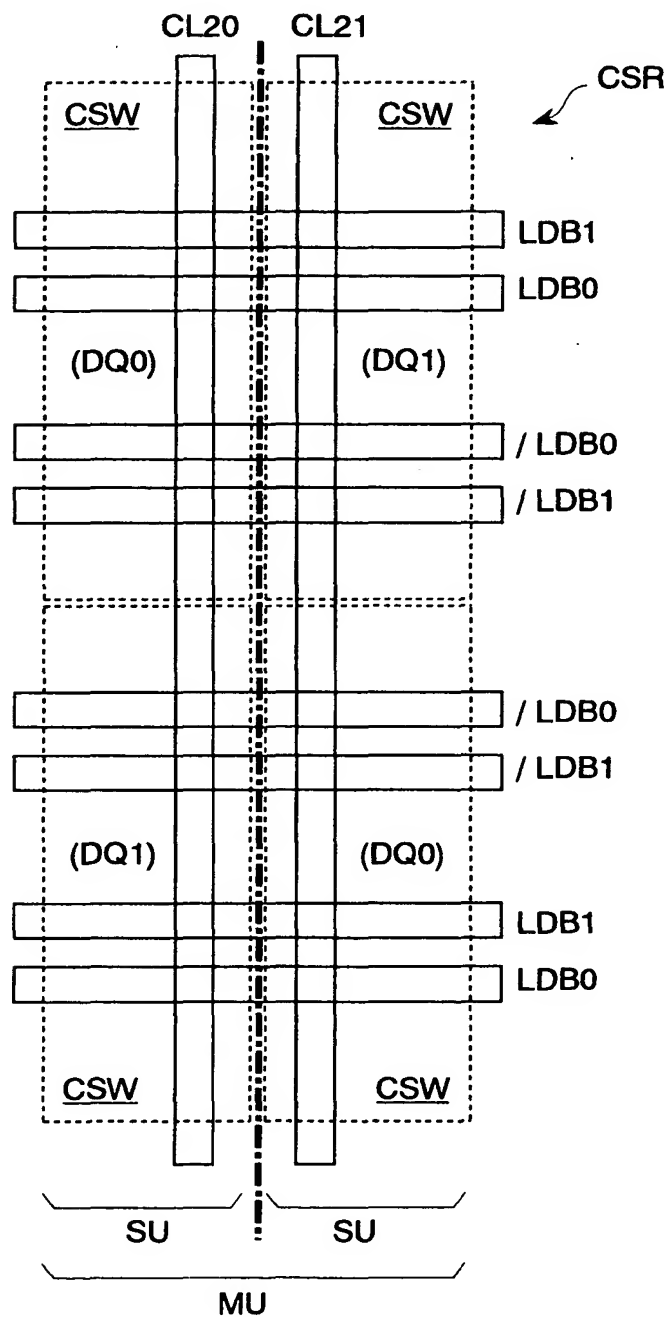 CL20 CL21
CSR
CSW CSW
LDB1
LDB0
(DQ0) (DQ1)
/ LDB0
/ LDB1
/ LDB0
/ LDB1
(DQ1) (DQ0)
LDB1
LDB0
CSW CSW
SU SU
MU